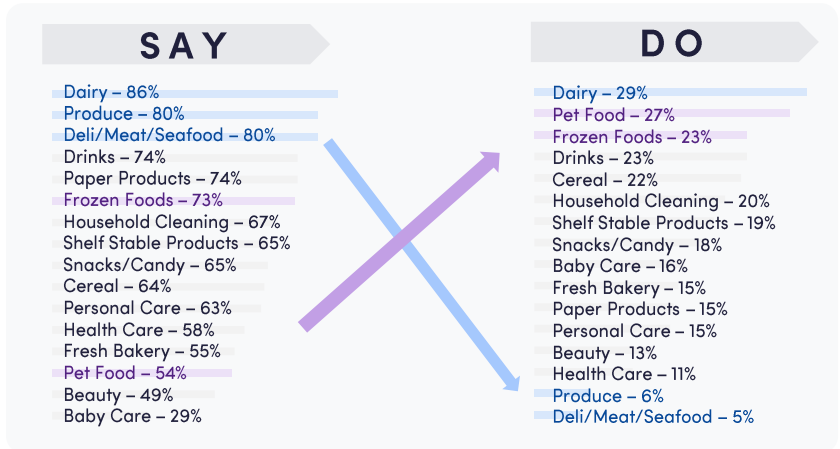 SAY
Dairy – 86%
Produce – 80%
Deli/Meat/Seafood – 80%
Drinks – 74%
Paper Products – 74%
Frozen Foods – 73%
Household Cleaning – 67%
Shelf Stable Products – 65%
Snacks/Candy – 65%
Cereal – 64%
Personal Care – 63%
Health Care – 58%
Fresh Bakery – 55%
Pet Food – 54%
Beauty – 49%
Baby Care – 29%
DO
Dairy – 29%
Pet Food – 27%
Frozen Foods – 23%
Drinks – 23%
Cereal – 22%
Household Cleaning – 20%
Shelf Stable Products – 19%
Snacks/Candy – 18%
Baby Care – 16%
Fresh Bakery – 15%
Paper Products – 15%
Personal Care – 15%
Beauty – 13%
Health Care – 11%
Produce – 6%
Deli/Meat/Seafood – 5%